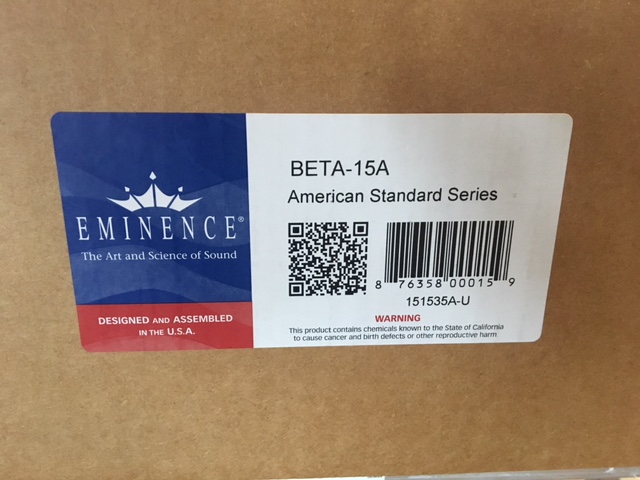 EMINENCE®
The Art and Science of Sound
DESIGNED AND ASSEMBLED
IN THE U.S.A.
BETA-15A
American Standard Series
8 76358 00015 9
151535A-U
WARNING
This product contains chemicals known to the State of California
to cause cancer and birth defects or other reproductive harm.